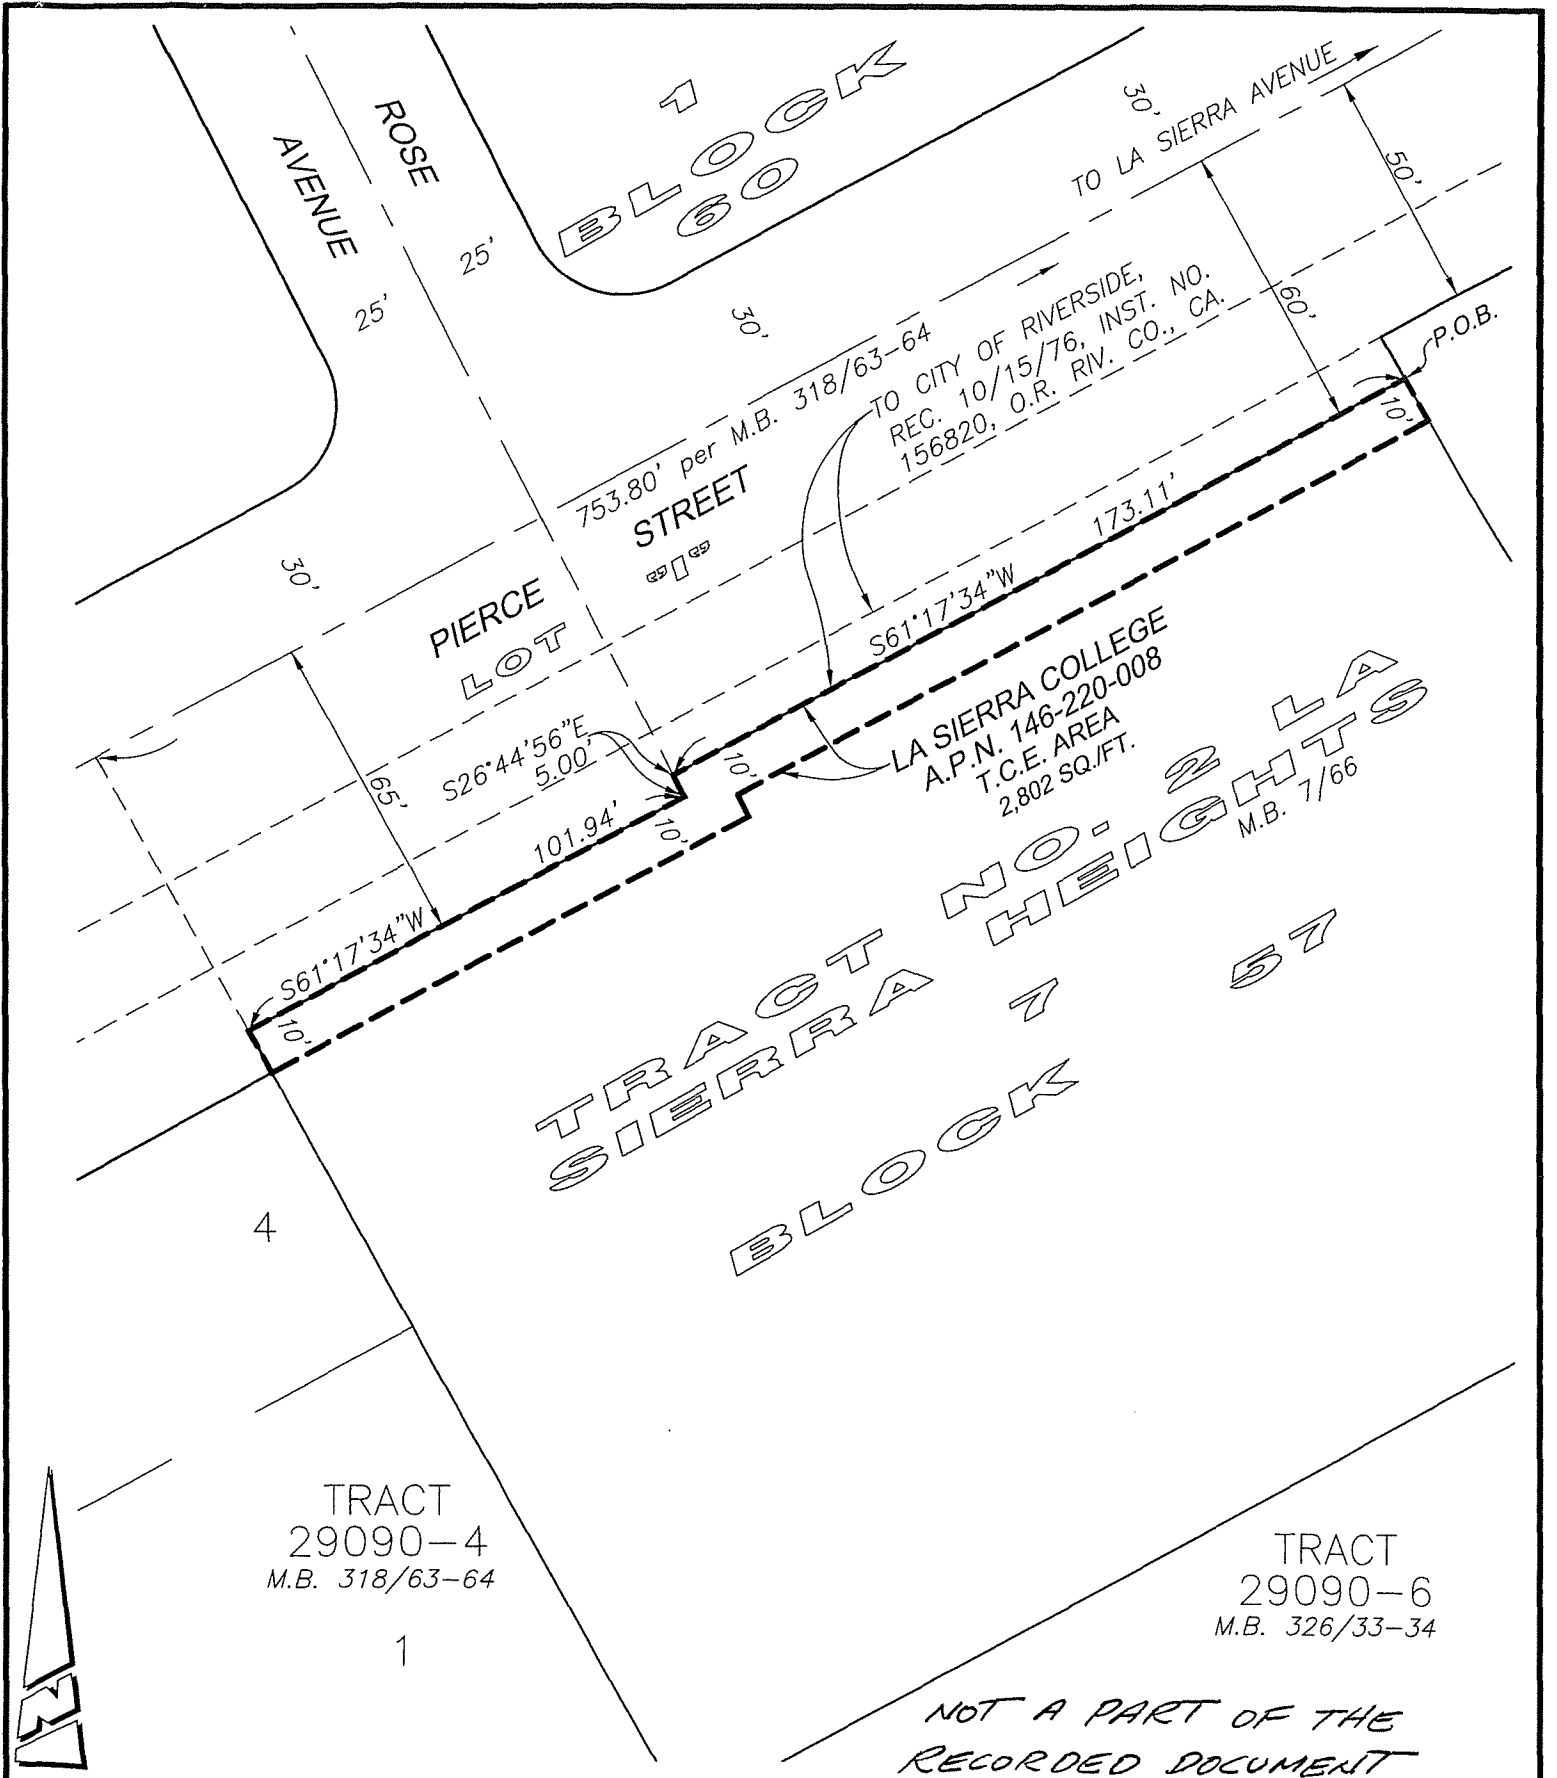 1
BLOCK
60
ROSE
AVENUE
25'
25'
30'
TO LA SIERRA AVENUE
50'
60'
30'
753.80' per M.B. 318/63-64
TO CITY OF RIVERSIDE,
REC. 10/15/76, INST. NO.
156820, O.R. RIV. CO., CA.
P.O.B.
10'
PIERCE STREET
LOT "I"
30'
173.11'
S61°17'34"W
S26°44'56"E
5.00'
65'
101.94'
10'
10'
S61°17'34"W
10'
LA SIERRA COLLEGE
A.P.N. 146-220-008
T.C.E. AREA
2,802 SQ./FT.
TRACT NO. 2 LA
SIERRA HEIGHTS
M.B. 7/66
7
BLOCK 57
4
TRACT
29090-4
M.B. 318/63-64
1
TRACT
29090-6
M.B. 326/33-34
N
NOT A PART OF THE
RECORDED DOCUMENT